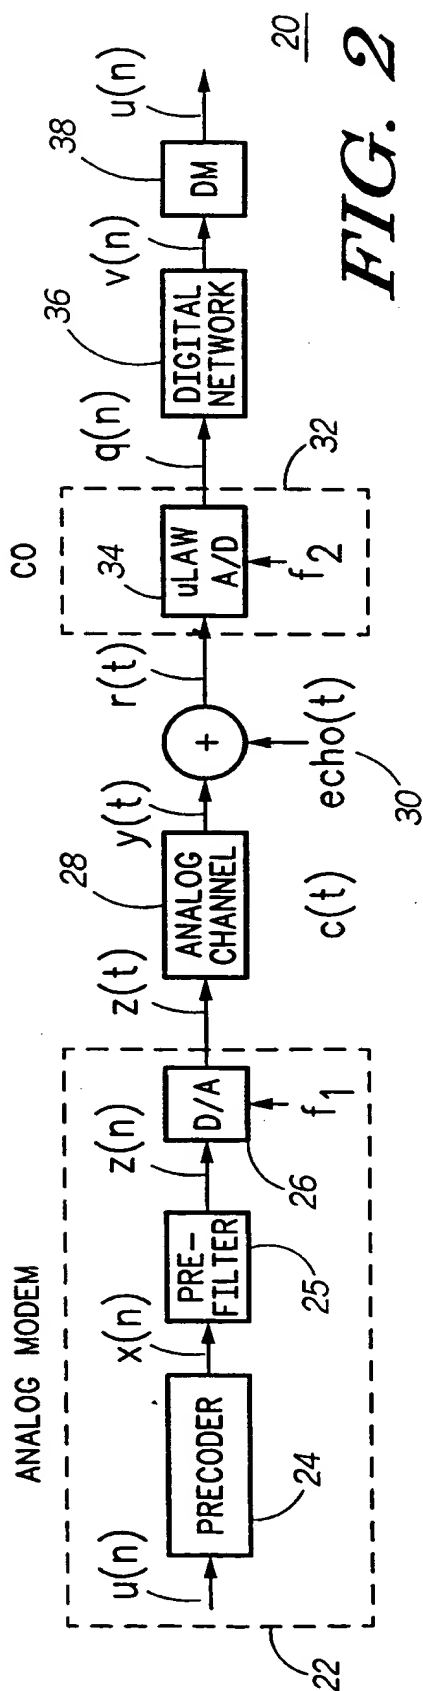 ANALOG MODEM
CO
u(n)
PRECODER
24
x(n)
PRE-
FILTER
25
z(n)
D/A
26
f1
22
z(t)
28
ANALOG
CHANNEL
c(t)
y(t)
+
echo(t)
30
r(t)
34
uLAW
A/D
f2
32
q(n)
36
DIGITAL
NETWORK
v(n)
38
DM
u(n)
20
FIG. 2